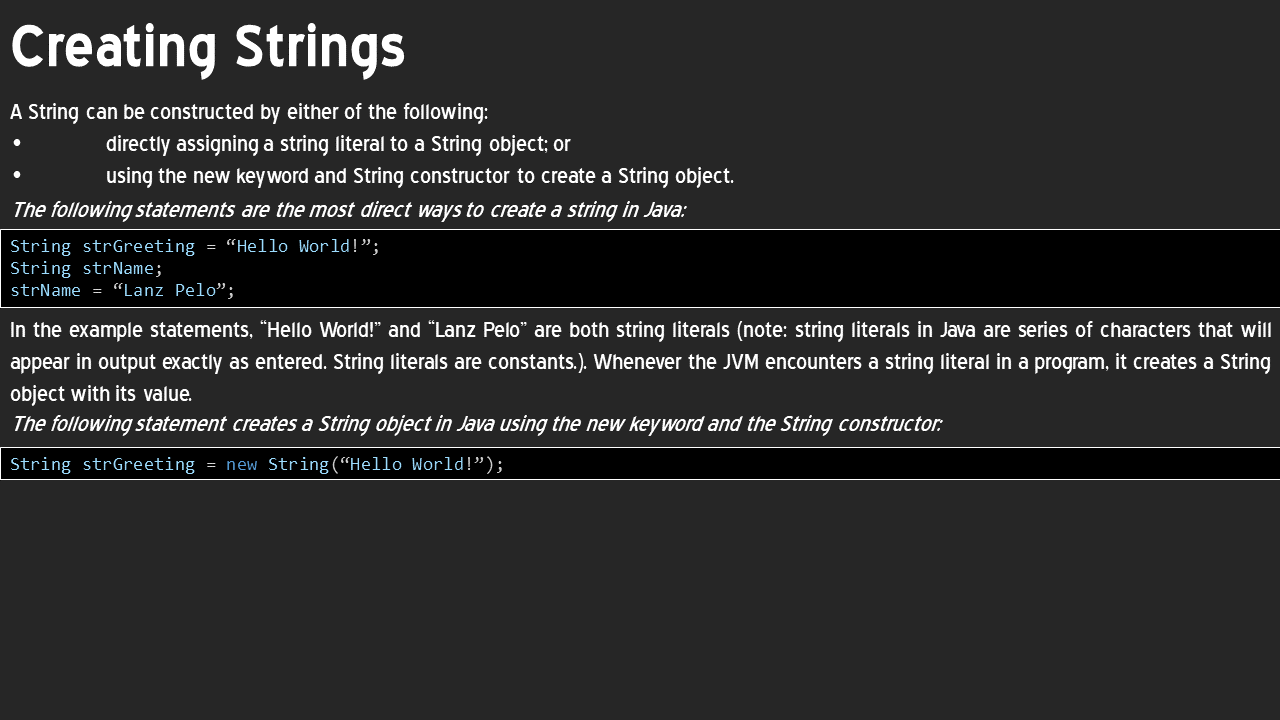 Creating Strings
A String can be constructed by either of the following:
• directly assigning a string literal to a String object; or
• using the new keyword and String constructor to create a String object.
The following statements are the most direct ways to create a string in Java:
String strGreeting = “Hello World!”;
String strName;
strName = “Lanz Pelo”;
In the example statements, “Hello World!” and “Lanz Pelo” are both string literals (note: string literals in Java are series of characters that will
appear in output exactly as entered. String literals are constants.). Whenever the JVM encounters a string literal in a program, it creates a String
object with its value.
The following statement creates a String object in Java using the new keyword and the String constructor:
String strGreeting = new String(“Hello World!”);